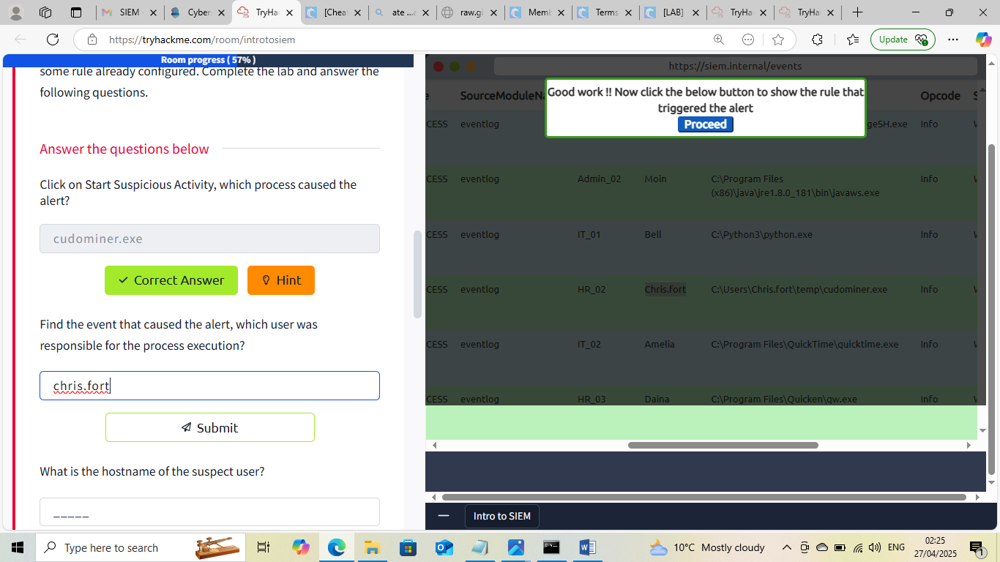 SIEM
Cyber
TryHac
[Chea
ate ...a
raw.gi
Memb
Terms
[LAB]
TryHa
TryHa
https://tryhackme.com/room/introtosiem
Update
Room progress ( 57% )
some rule already configured. Complete the lab and answer the
following questions.
Answer the questions below
Click on Start Suspicious Activity, which process caused the
alert?
cudominer.exe
Correct Answer
Hint
Find the event that caused the alert, which user was
responsible for the process execution?
chris.fort
Submit
What is the hostname of the suspect user?
_____
https://siem.internal/events
Good work !! Now click the below button to show the rule that
triggered the alert
Proceed
e SourceModuleNa Opcode S
CESS eventlog geSH.exe Info W
CESS eventlog Admin_02 Moin C:\Program Files Info W
(x86)\java\jre1.8.0_181\bin\javaws.exe
CESS eventlog IT_01 Bell C:\Python3\python.exe Info W
CESS eventlog HR_02 Chris.fort C:\Users\Chris.fort\temp\cudominer.exe Info W
CESS eventlog IT_02 Amelia C:\Program Files\QuickTime\quicktime.exe Info W
CESS eventlog HR_03 Daina C:\Program Files\Quicken\qw.exe Info W
Intro to SIEM
Type here to search
10°C Mostly cloudy
ENG
02:25
27/04/2025
1